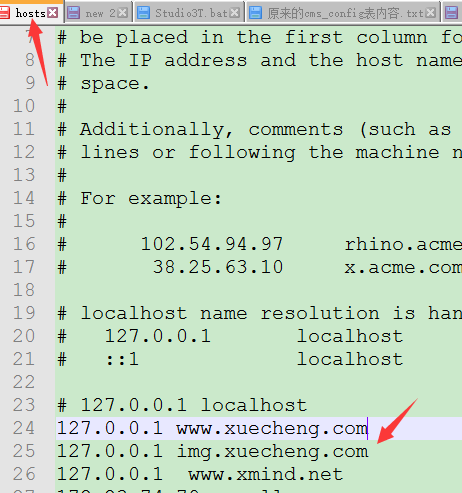 hosts new 2 Studio3T.bat 原来的cms_config表内容.txt
7 # be placed in the first column fo
8 # The IP address and the host name
9 # space.
10 #
11 # Additionally, comments (such as
12 # lines or following the machine n
13 #
14 # For example:
15 #
16 # 102.54.94.97 rhino.acme
17 # 38.25.63.10 x.acme.com
18
19 # localhost name resolution is han
20 # 127.0.0.1 localhost
21 # ::1 localhost
22
23 # 127.0.0.1 localhost
24 127.0.0.1 www.xuecheng.com
25 127.0.0.1 img.xuecheng.com
26 127.0.0.1 www.xmind.net